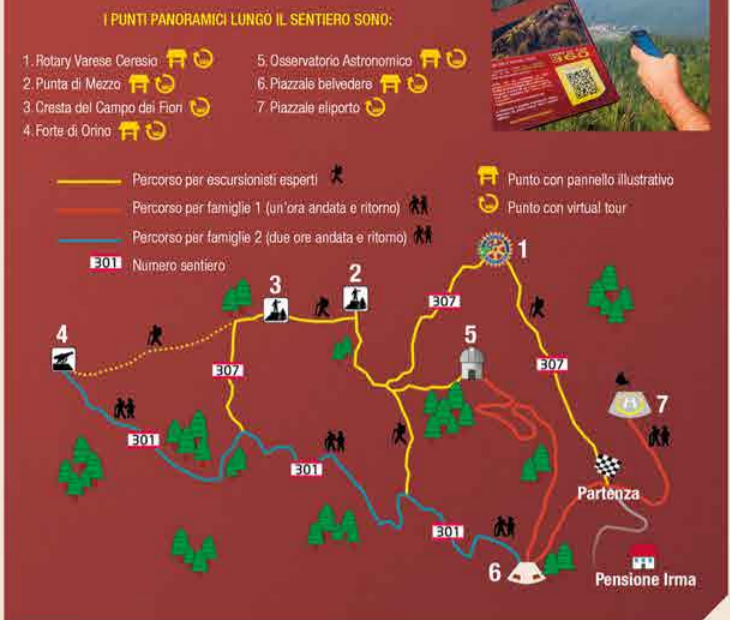 I PUNTI PANORAMICI LUNGO IL SENTIERO SONO:
1. Rotary Varese Ceresio
2. Punta di Mezzo
3. Cresta del Campo dei Fiori
4. Forte di Orino
5. Osservatorio Astronomico
6. Piazzale belvedere
7. Piazzale eliporto
360
Percorso per escursionisti esperti
Percorso per famiglie 1 (un'ora andata e ritorno)
Percorso per famiglie 2 (due ore andata e ritorno)
301 Numero sentiero
Punto con pannello illustrativo
Punto con virtual tour
1
2
3
307
4
5
307
307
7
301
301
Partenza
301
6
Pensione Irma